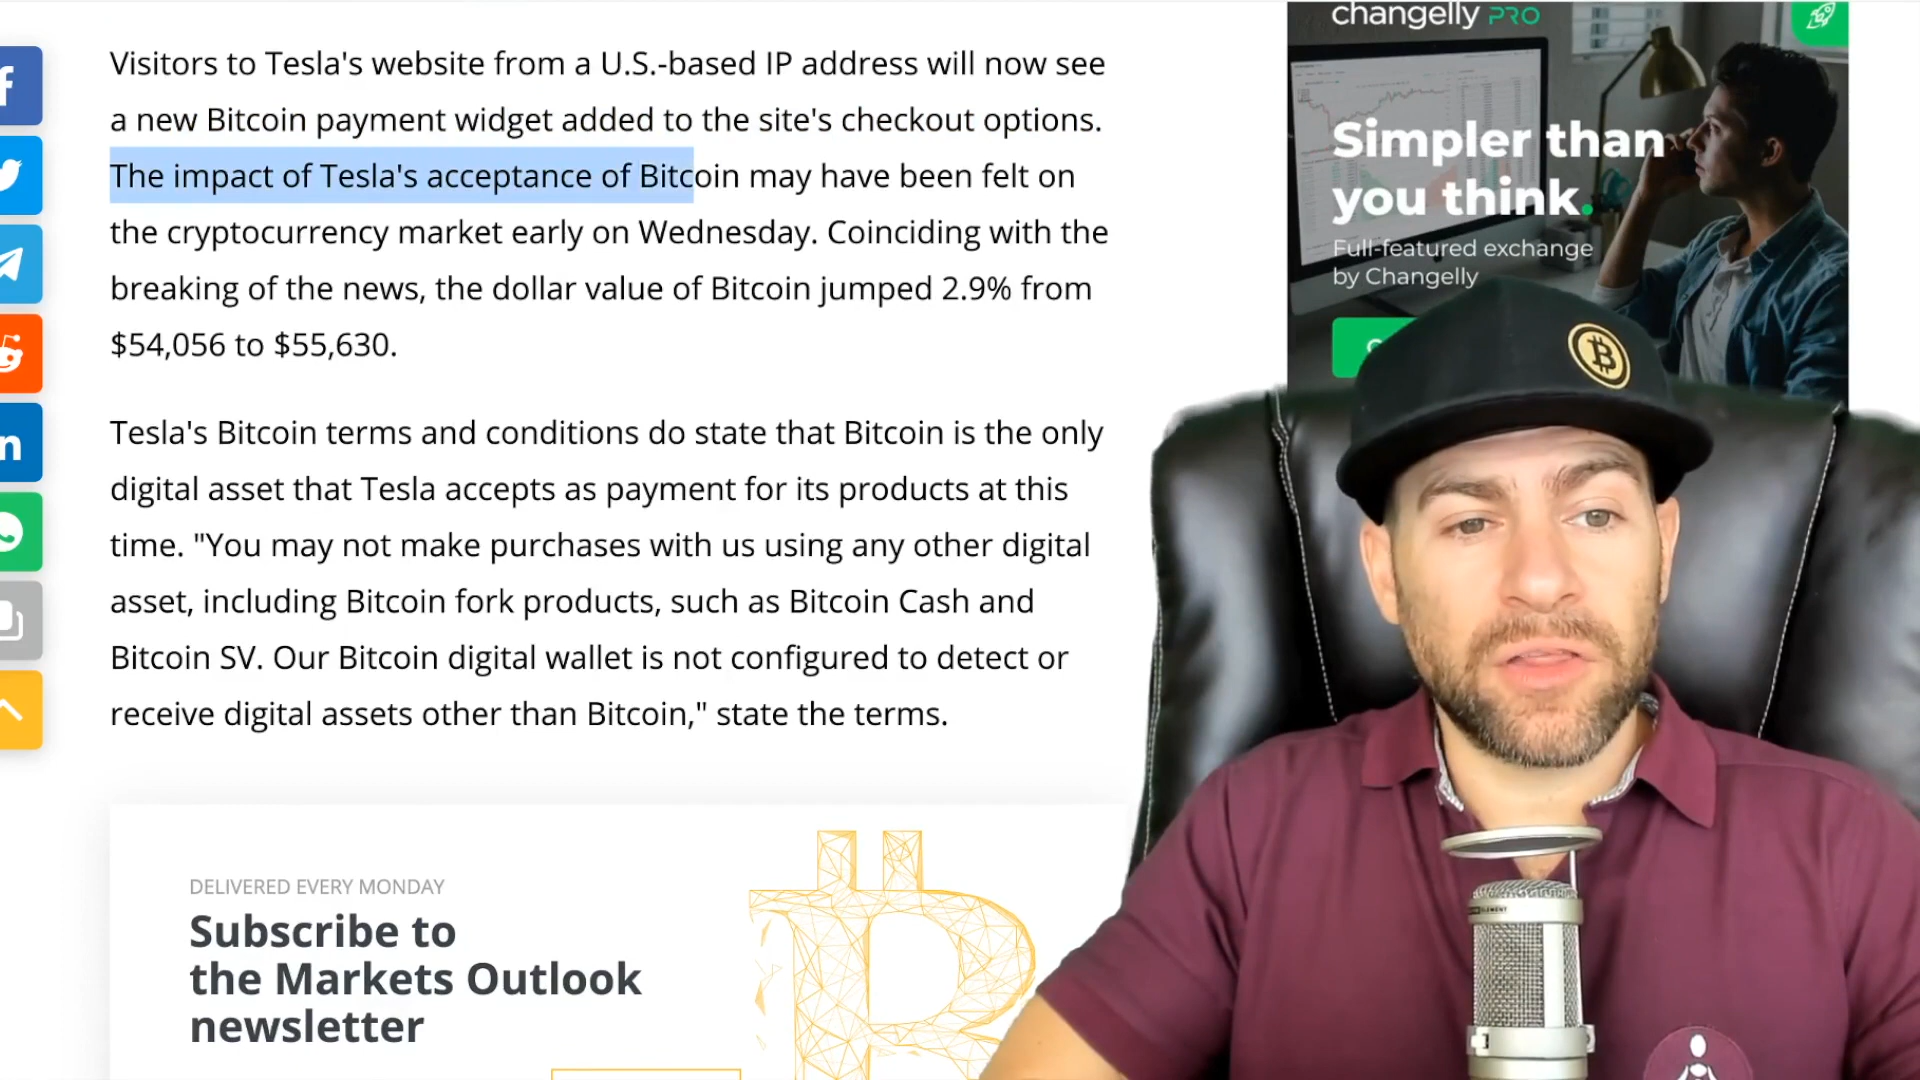 changelly PRO
Visitors to Tesla's website from a U.S.-based IP address will now see
a new Bitcoin payment widget added to the site's checkout options.
The impact of Tesla's acceptance of Bitcoin may have been felt on
the cryptocurrency market early on Wednesday. Coinciding with the
breaking of the news, the dollar value of Bitcoin jumped 2.9% from
$54,056 to $55,630.
Tesla's Bitcoin terms and conditions do state that Bitcoin is the only
digital asset that Tesla accepts as payment for its products at this
time. "You may not make purchases with us using any other digital
asset, including Bitcoin fork products, such as Bitcoin Cash and
Bitcoin SV. Our Bitcoin digital wallet is not configured to detect or
receive digital assets other than Bitcoin," state the terms.
Simpler than
you think.
Full-featured exchange
by Changelly
DELIVERED EVERY MONDAY
Subscribe to
the Markets Outlook
newsletter